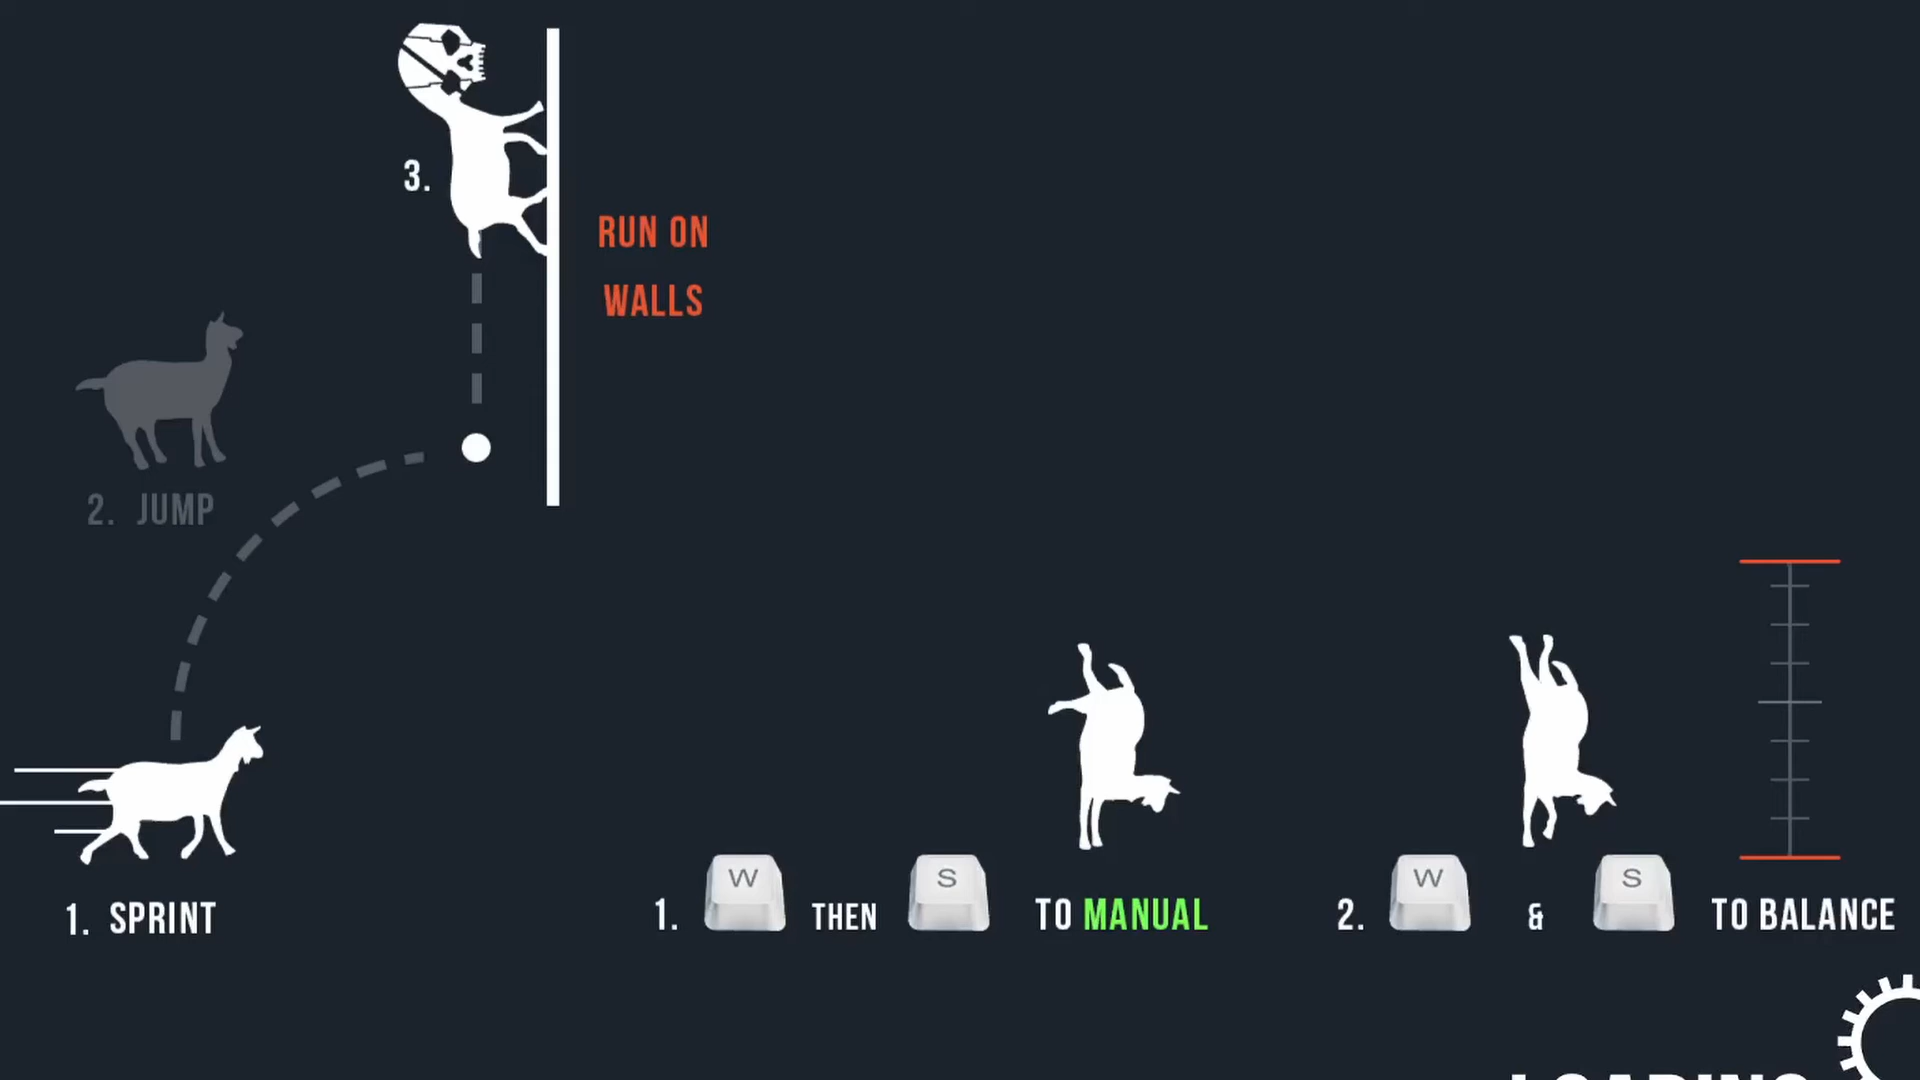 3.
RUN ON
WALLS
2. JUMP
1. SPRINT
1. W THEN S TO MANUAL
2. W & S TO BALANCE